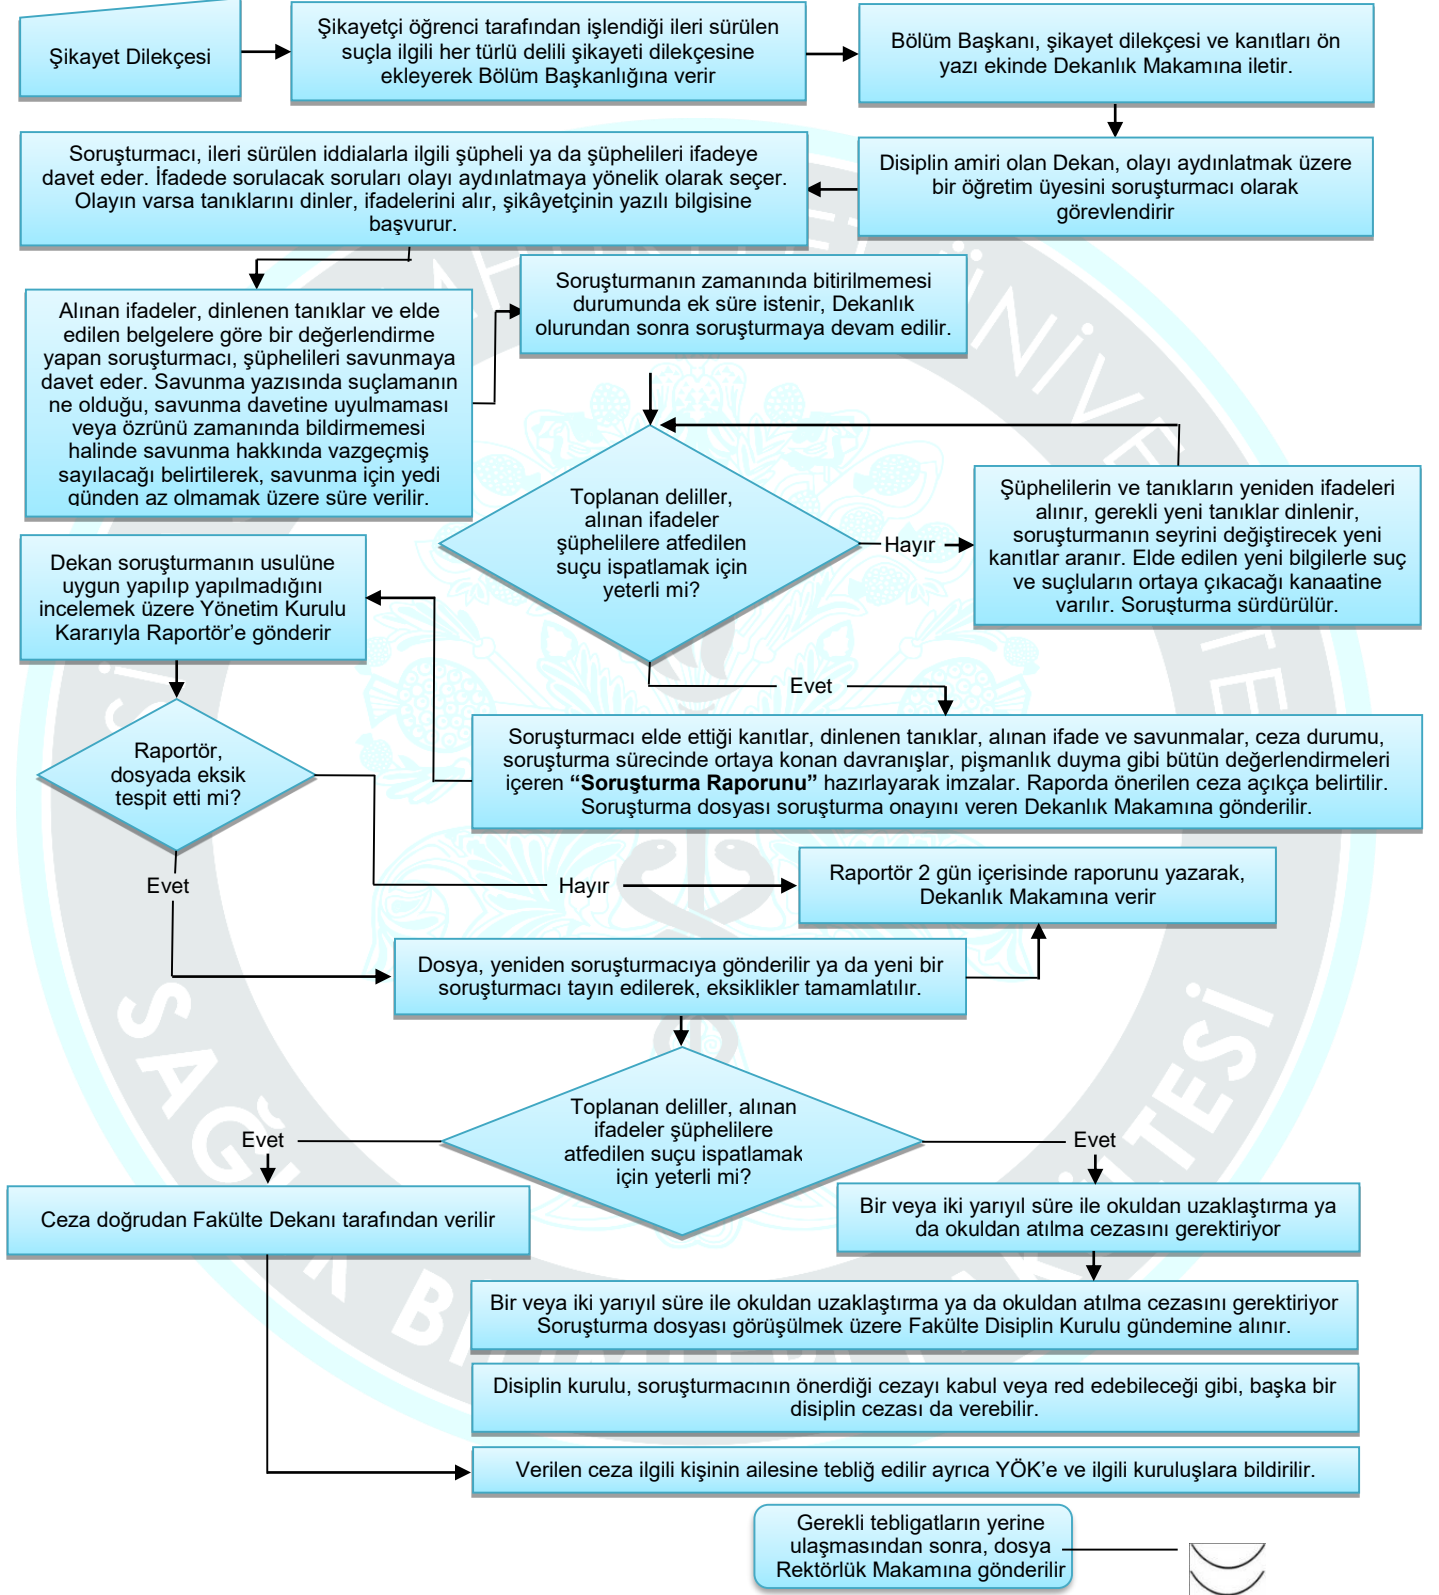 Şikayet Dilekçesi
Şikayetçi öğrenci tarafından işlendiği ileri sürülen
suçla ilgili her türlü delili şikayeti dilekçesine
ekleyerek Bölüm Başkanlığına verir
Bölüm Başkanı, şikayet dilekçesi ve kanıtları ön
yazı ekinde Dekanlık Makamına iletir.
Soruşturmacı, ileri sürülen iddialarla ilgili şüpheli ya da şüphelileri ifadeye
davet eder. İfadede sorulacak soruları olayı aydınlatmaya yönelik olarak seçer.
Olayın varsa tanıklarını dinler, ifadelerini alır, şikâyetçinin yazılı bilgisine
başvurur.
Disiplin amiri olan Dekan, olayı aydınlatmak üzere
bir öğretim üyesini soruşturmacı olarak
görevlendirir
Alınan ifadeler, dinlenen tanıklar ve elde
edilen belgelere göre bir değerlendirme
yapan soruşturmacı, şüphelileri savunmaya
davet eder. Savunma yazısında suçlamanın
ne olduğu, savunma davetine uyulmaması
veya özrünü zamanında bildirmemesi
halinde savunma hakkında vazgeçmiş
sayılacağı belirtilerek, savunma için yedi
günden az olmamak üzere süre verilir.
Soruşturmanın zamanında bitirilmemesi
durumunda ek süre istenir, Dekanlık
olurundan sonra soruşturmaya devam edilir.
Toplanan deliller,
alınan ifadeler
şüphelilere atfedilen
suçu ispatlamak için
yeterli mi?
Hayır
Şüphelilerin ve tanıkların yeniden ifadeleri
alınır, gerekli yeni tanıklar dinlenir,
soruşturmanın seyrini değiştirecek yeni
kanıtlar aranır. Elde edilen yeni bilgilerle suç
ve suçluların ortaya çıkacağı kanaatine
varılır. Soruşturma sürdürülür.
Dekan soruşturmanın usulüne
uygun yapılıp yapılmadığını
incelemek üzere Yönetim Kurulu
Kararıyla Raportör’e gönderir
Evet
Soruşturmacı elde ettiği kanıtlar, dinlenen tanıklar, alınan ifade ve savunmalar, ceza durumu,
soruşturma sürecinde ortaya konan davranışlar, pişmanlık duyma gibi bütün değerlendirmeleri
içeren “Soruşturma Raporunu” hazırlayarak imzalar. Raporda önerilen ceza açıkça belirtilir.
Soruşturma dosyası soruşturma onayını veren Dekanlık Makamına gönderilir.
Raportör,
dosyada eksik
tespit etti mi?
Evet
Hayır
Raportör 2 gün içerisinde raporunu yazarak,
Dekanlık Makamına verir
Dosya, yeniden soruşturmacıya gönderilir ya da yeni bir
soruşturmacı tayin edilerek, eksiklikler tamamlatılır.
Toplanan deliller, alınan
ifadeler şüphelilere
atfedilen suçu ispatlamak
için yeterli mi?
Evet
Evet
Ceza doğrudan Fakülte Dekanı tarafından verilir
Bir veya iki yarıyıl süre ile okuldan uzaklaştırma ya
da okuldan atılma cezasını gerektiriyor
Bir veya iki yarıyıl süre ile okuldan uzaklaştırma ya da okuldan atılma cezasını gerektiriyor
Soruşturma dosyası görüşülmek üzere Fakülte Disiplin Kurulu gündemine alınır.
Disiplin kurulu, soruşturmacının önerdiği cezayı kabul veya red edebileceği gibi, başka bir
disiplin cezası da verebilir.
Verilen ceza ilgili kişinin ailesine tebliğ edilir ayrıca YÖK’e ve ilgili kuruluşlara bildirilir.
Gerekli tebligatların yerine
ulaşmasından sonra, dosya
Rektörlük Makamına gönderilir